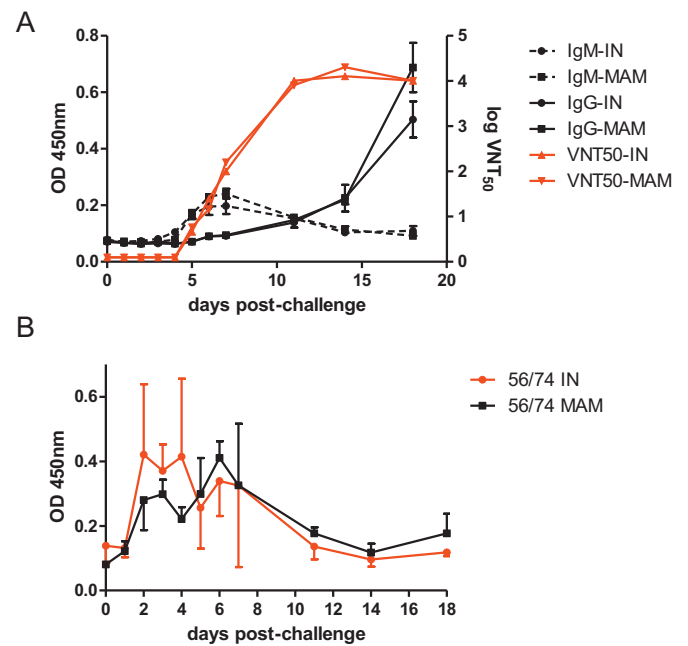 A
OD 450nm
0.8
0.6
0.4
0.2
0.0
0 5 10 15 20
days post-challenge
5
4
3
2
1
0
log VNT50
IgM-IN
IgM-MAM
IgG-IN
IgG-MAM
VNT50-IN
VNT50-MAM
B
OD 450nm
0.6
0.4
0.2
0.0
0 2 4 6 8 10 12 14 16 18
days post-challenge
56/74 IN
56/74 MAM